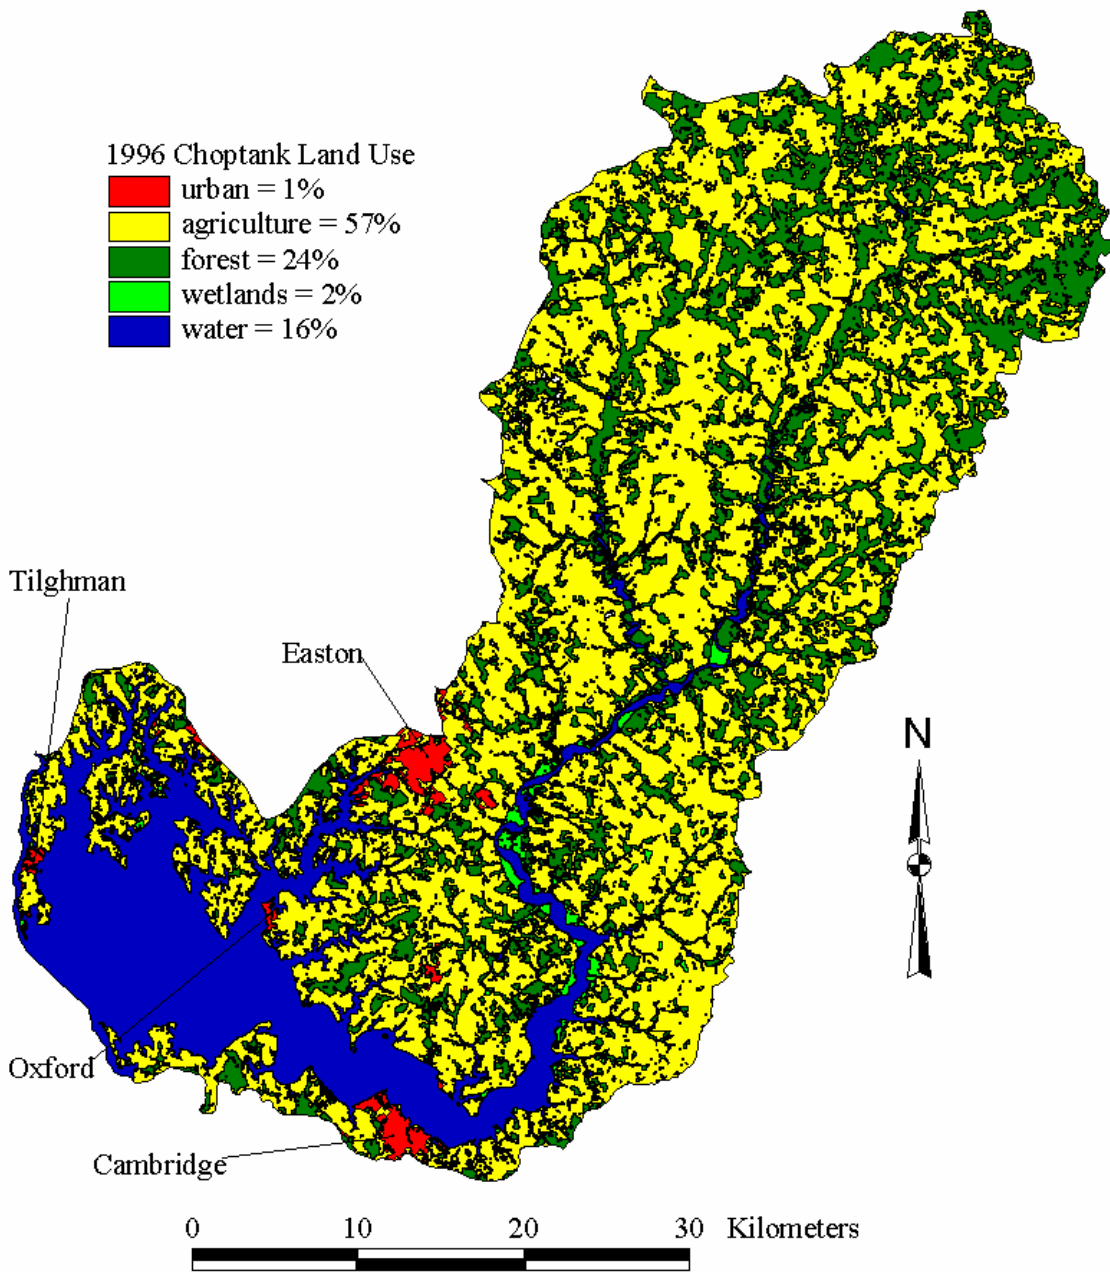 1996 Choptank Land Use
urban = 1%
agriculture = 57%
forest = 24%
wetlands = 2%
water = 16%
Tilghman
Easton
N
Oxford
Cambridge
0 10 20 30 Kilometers